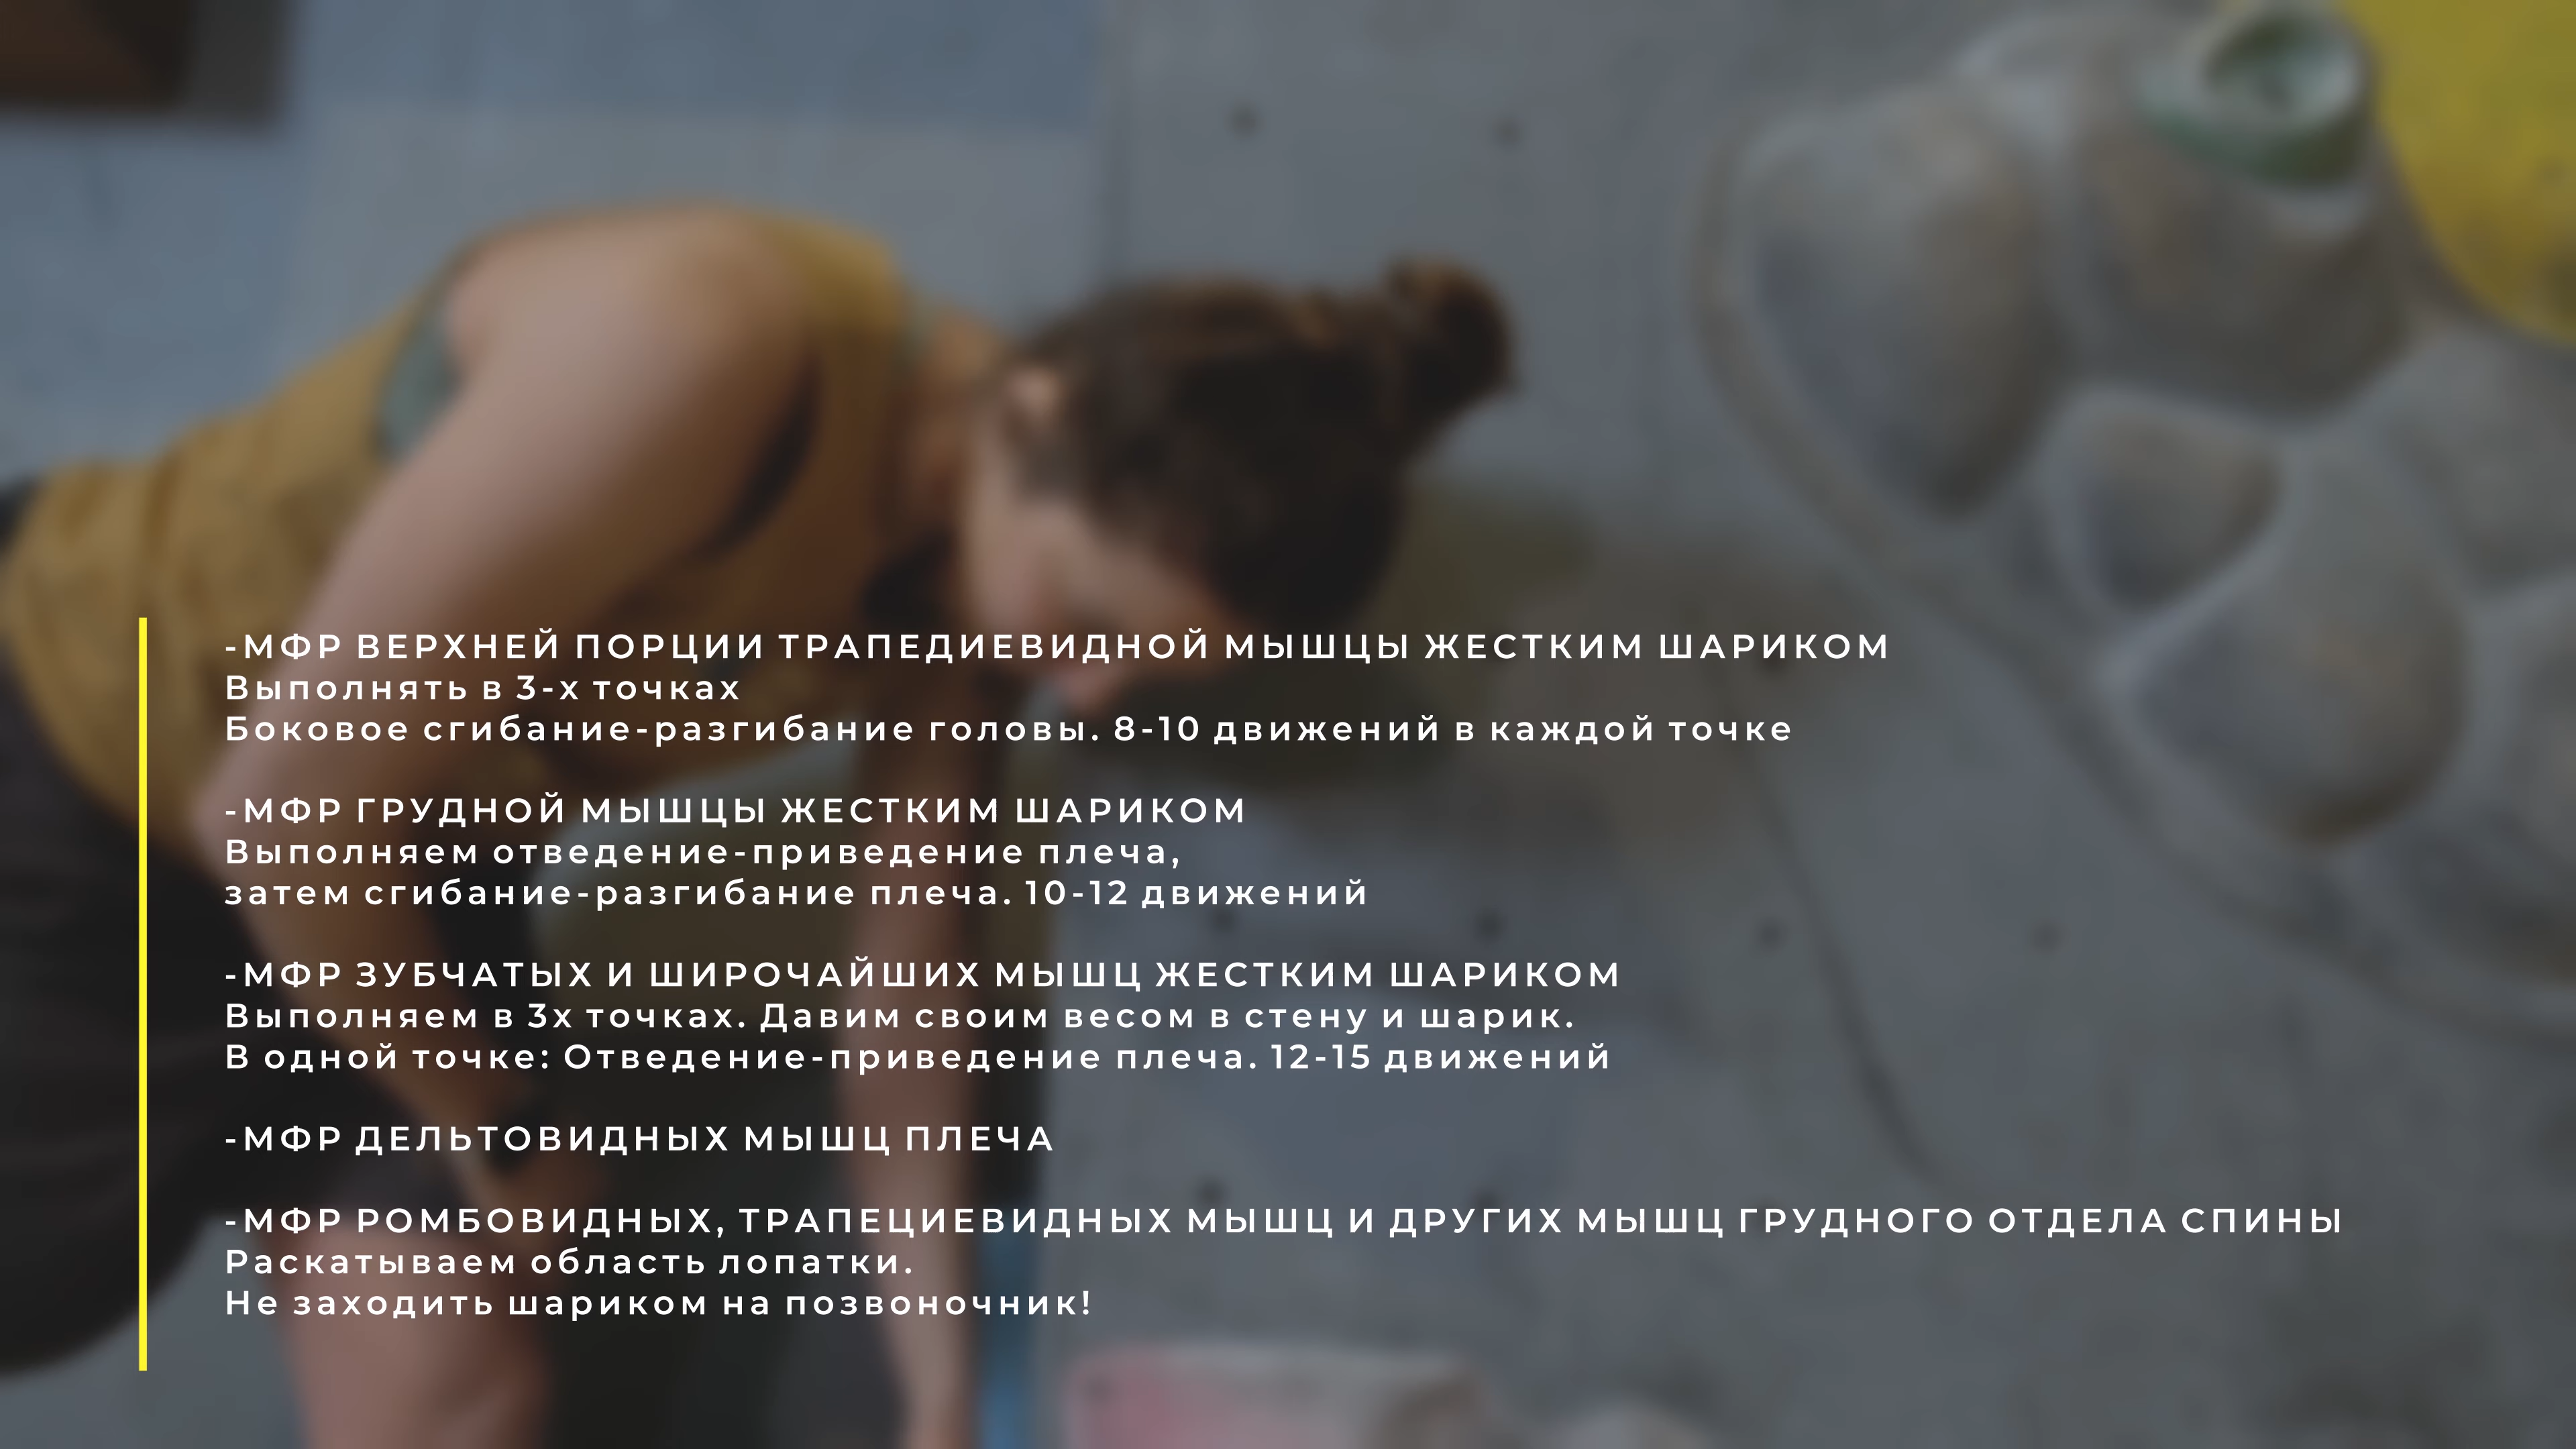 -МФР ВЕРХНЕЙ ПОРЦИИ ТРАПЕДИЕВИДНОЙ МЫШЦЫ ЖЕСТКИМ ШАРИКОМ
Выполнять в 3-х точках
Боковое сгибание-разгибание головы. 8-10 движений в каждой точке
-МФР ГРУДНОЙ МЫШЦЫ ЖЕСТКИМ ШАРИКОМ
Выполняем отведение-приведение плеча,
затем сгибание-разгибание плеча. 10-12 движений
-МФР ЗУБЧАТЫХ И ШИРОЧАЙШИХ МЫШЦ ЖЕСТКИМ ШАРИКОМ
Выполняем в 3х точках. Давим своим весом в стену и шарик.
В одной точке: Отведение-приведение плеча. 12-15 движений
-МФР ДЕЛЬТОВИДНЫХ МЫШЦ ПЛЕЧА
-МФР РОМБОВИДНЫХ, ТРАПЕЦИЕВИДНЫХ МЫШЦ И ДРУГИХ МЫШЦ ГРУДНОГО ОТДЕЛА СПИНЫ
Раскатываем область лопатки.
Не заходить шариком на позвоночник!